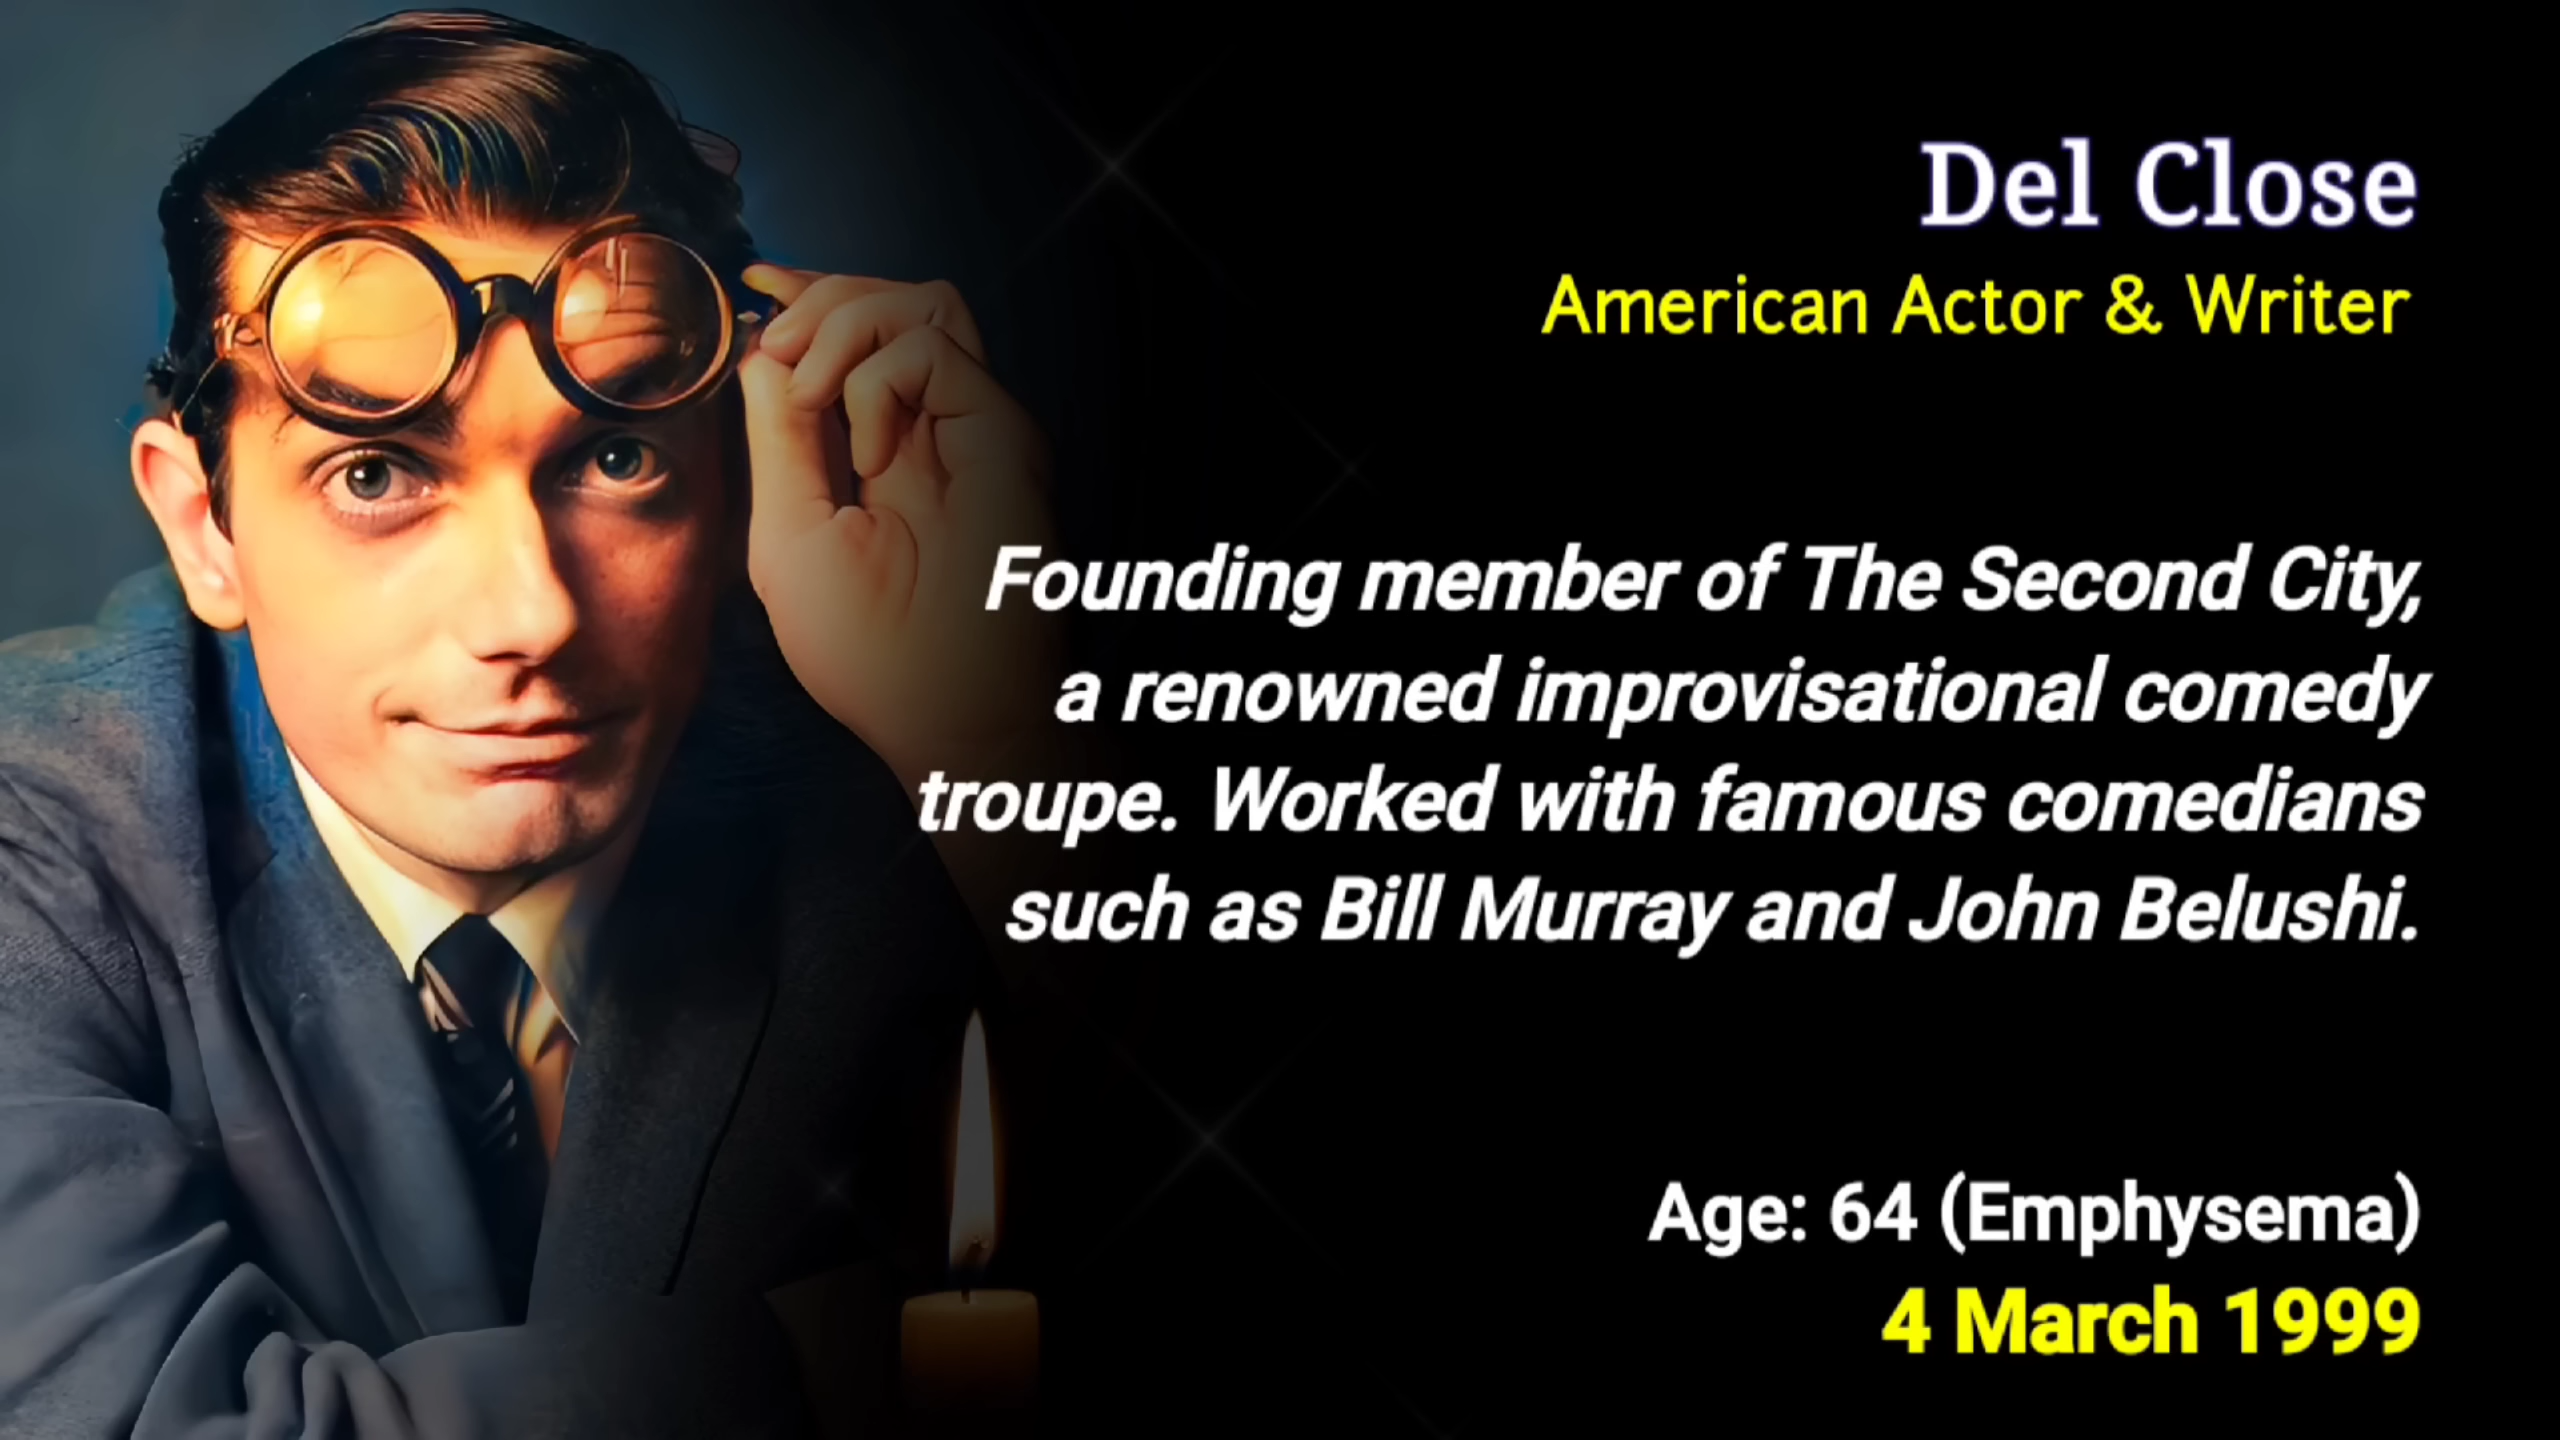 Del Close
American Actor & Writer
Founding member of The Second City,
a renowned improvisational comedy
troupe. Worked with famous comedians
such as Bill Murray and John Belushi.
Age: 64 (Emphysema)
4 March 1999